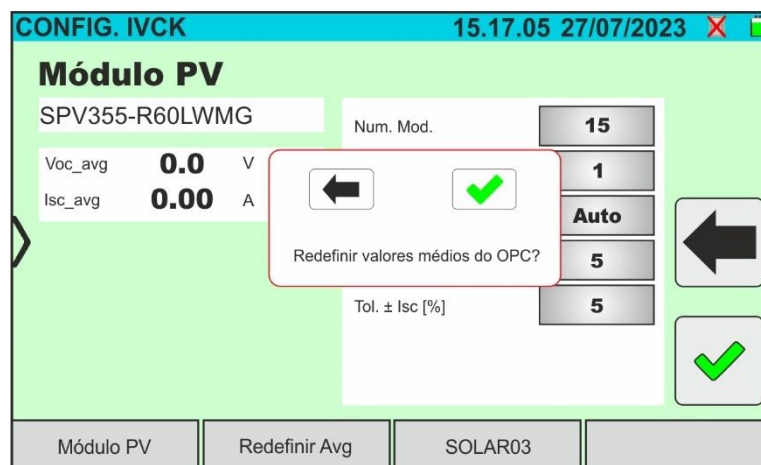 CONFIG. IVCK 15.17.05 27/07/2023
Módulo PV
SPV355-R60LWMG
Voc_avg 0.0 V
Isc_avg 0.00 A
Num. Mod. 15
1
Auto
5
Tol. ± Isc [%] 5
Redefinir valores médios do OPC?
Módulo PV Redefinir Avg SOLAR03